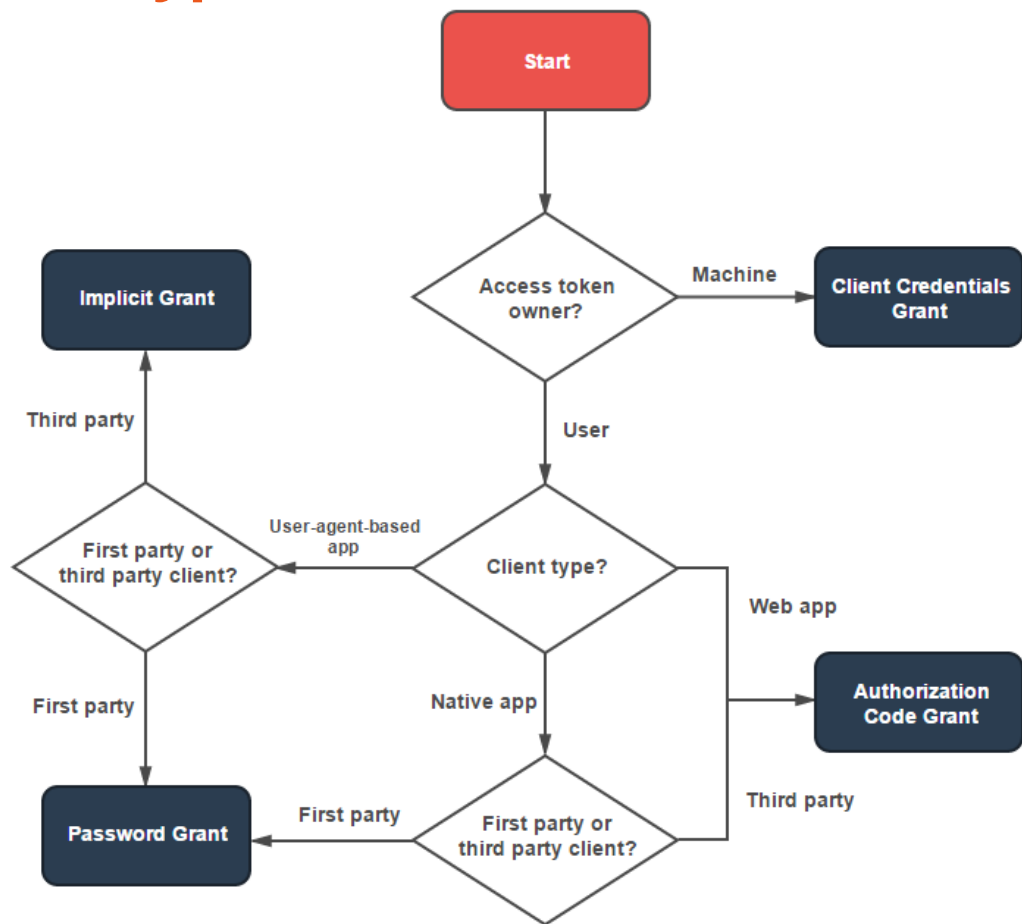 Start
Access token
owner?
Machine
Client Credentials
Grant
Implicit Grant
User
Third party
User-agent-based
app
First party or
third party client?
Client type?
Web app
First party
Native app
Authorization
Code Grant
Third party
First party
Password Grant
First party or
third party client?